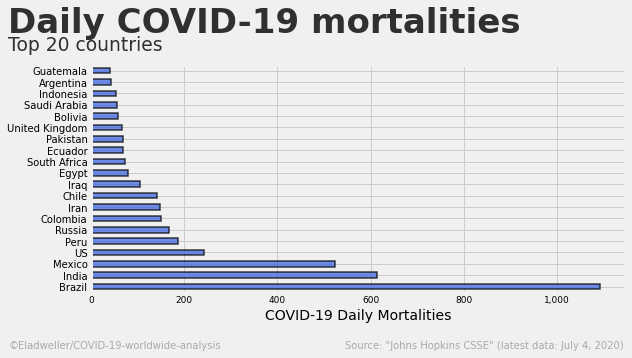 Daily COVID-19 mortalities
Top 20 countries
Guatemala
Argentina
Indonesia
Saudi Arabia
Bolivia
United Kingdom
Pakistan
Ecuador
South Africa
Egypt
Iraq
Chile
Iran
Colombia
Russia
Peru
US
Mexico
India
Brazil
0 200 400 600 800 1,000
COVID-19 Daily Mortalities
©Eladweller/COVID-19-worldwide-analysis Source: "Johns Hopkins CSSE" (latest data: July 4, 2020)